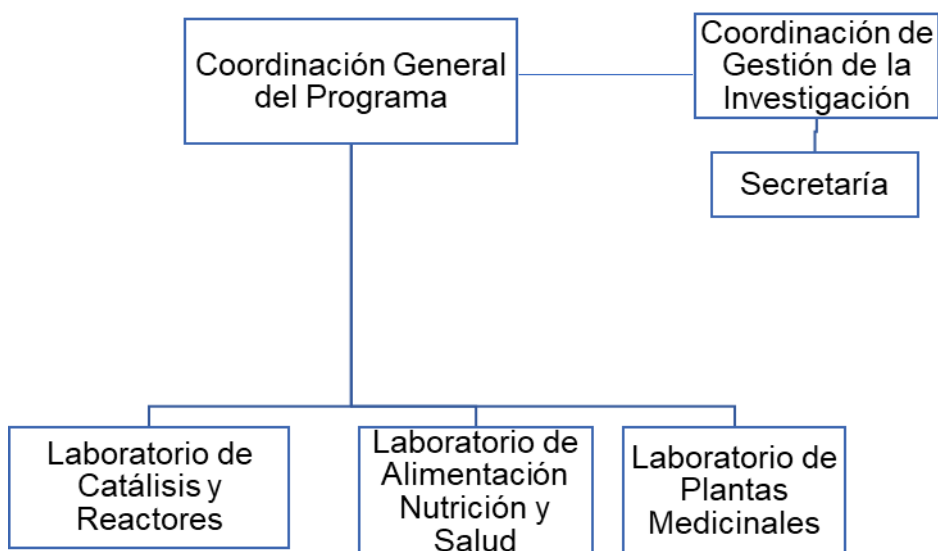 Coordinación General
del Programa
Coordinación de
Gestión de la
Investigación
Secretaría
Laboratorio de
Catálisis y
Reactores
Laboratorio de
Alimentación
Nutrición y
Salud
Laboratorio de
Plantas
Medicinales